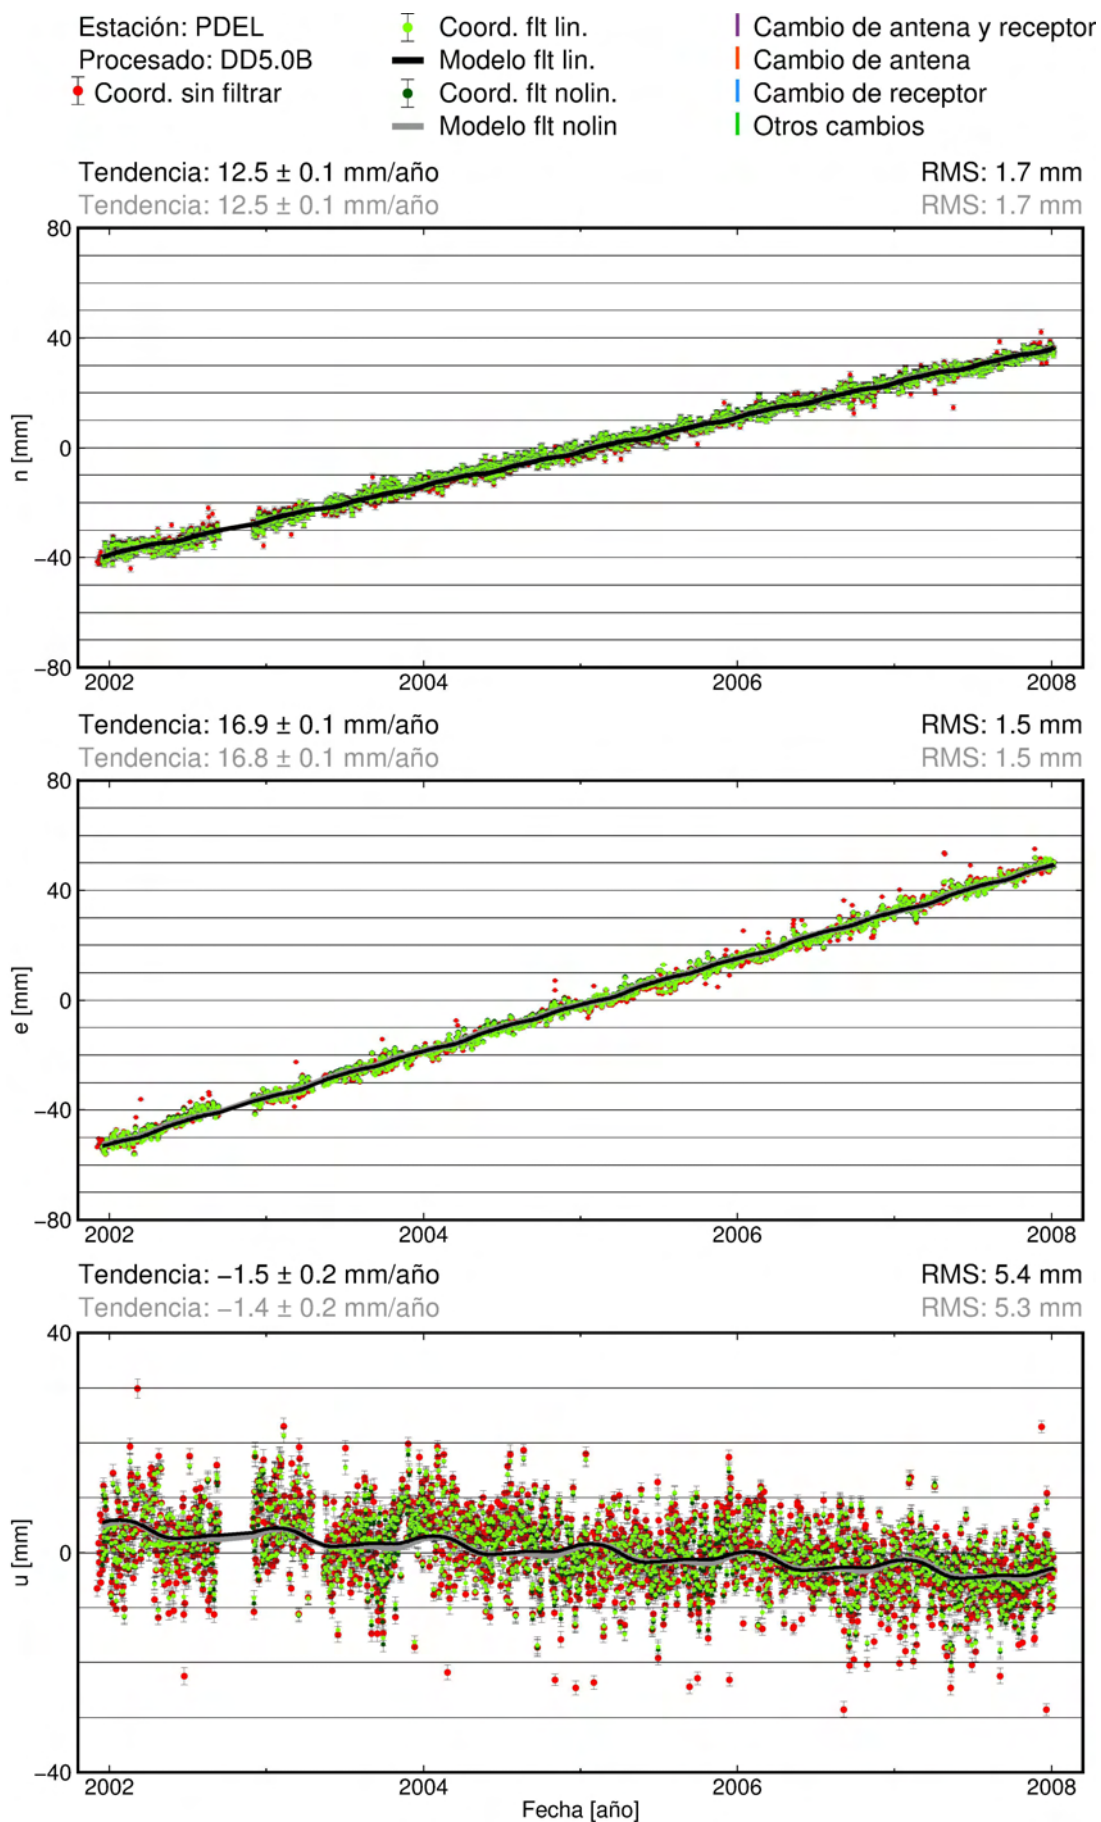 Estación: PDEL
Procesado: DD5.0B
Coord. sin filtrar
Coord. flt lin.
Modelo flt lin.
Coord. flt nolin.
Modelo flt nolin
Cambio de antena y receptor
Cambio de antena
Cambio de receptor
Otros cambios
Tendencia: 12.5 ± 0.1 mm/año
RMS: 1.7 mm
Tendencia: 12.5 ± 0.1 mm/año
RMS: 1.7 mm
80
40
0
−40
−80
n [mm]
2002
2004
2006
2008
Tendencia: 16.9 ± 0.1 mm/año
RMS: 1.5 mm
Tendencia: 16.8 ± 0.1 mm/año
RMS: 1.5 mm
80
40
0
−40
−80
e [mm]
2002
2004
2006
2008
Tendencia: −1.5 ± 0.2 mm/año
RMS: 5.4 mm
Tendencia: −1.4 ± 0.2 mm/año
RMS: 5.3 mm
40
0
−40
u [mm]
2002
2004
2006
2008
Fecha [año]